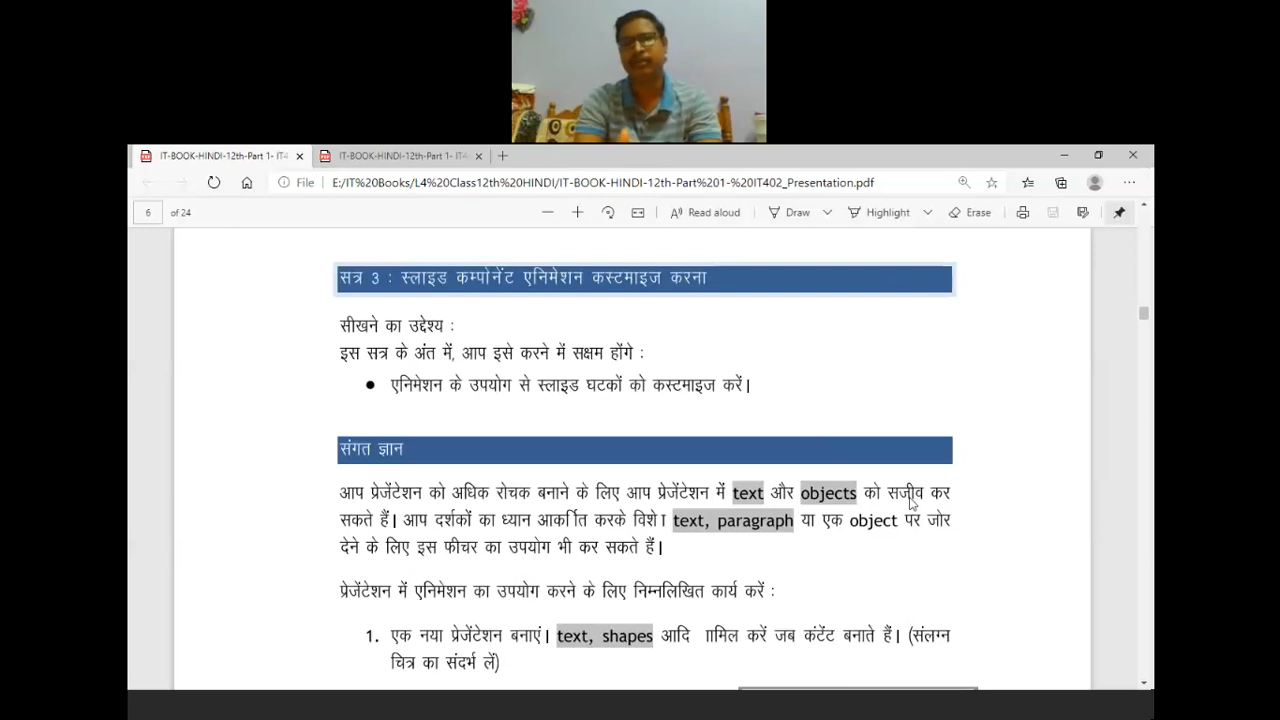 IT-BOOK-HINDI-12th-Part 1- IT4
IT-BOOK-HINDI-12th-Part 1- IT4
File E:/IT%20Books/L4%20Class12th%20HINDI/IT-BOOK-HINDI-12th-Part%201-%20IT402_Presentation.pdf
6 of 24 Read aloud Draw Highlight Erase
सत्र 3 : स्लाइड कम्पोनेंट एनिमेशन कस्टमाइज करना
सीखने का उद्देश्य :
इस सत्र के अंत में, आप इसे करने में सक्षम होंगे :
● एनिमेशन के उपयोग से स्लाइड घटकों को कस्टमाइज करें।
संगत ज्ञान
आप प्रेजेंटेशन को अधिक रोचक बनाने के लिए आप प्रेजेंटेशन में text और objects को सजीव कर
सकते हैं। आप दर्शकों का ध्यान करके text, paragraph या एक object पर जोर
देने के लिए इस फीचर का उपयोग भी कर सकते हैं।
प्रेजेंटेशन में एनिमेशन का उपयोग करने के लिए निम्नलिखित कार्य करें :
1. एक नया प्रेजेंटेशन बनाएं। text, shapes आदि ाामिल करें जब कंटेंट बनाते हैं। (संलग्न
चित्र का संदर्भ लें)